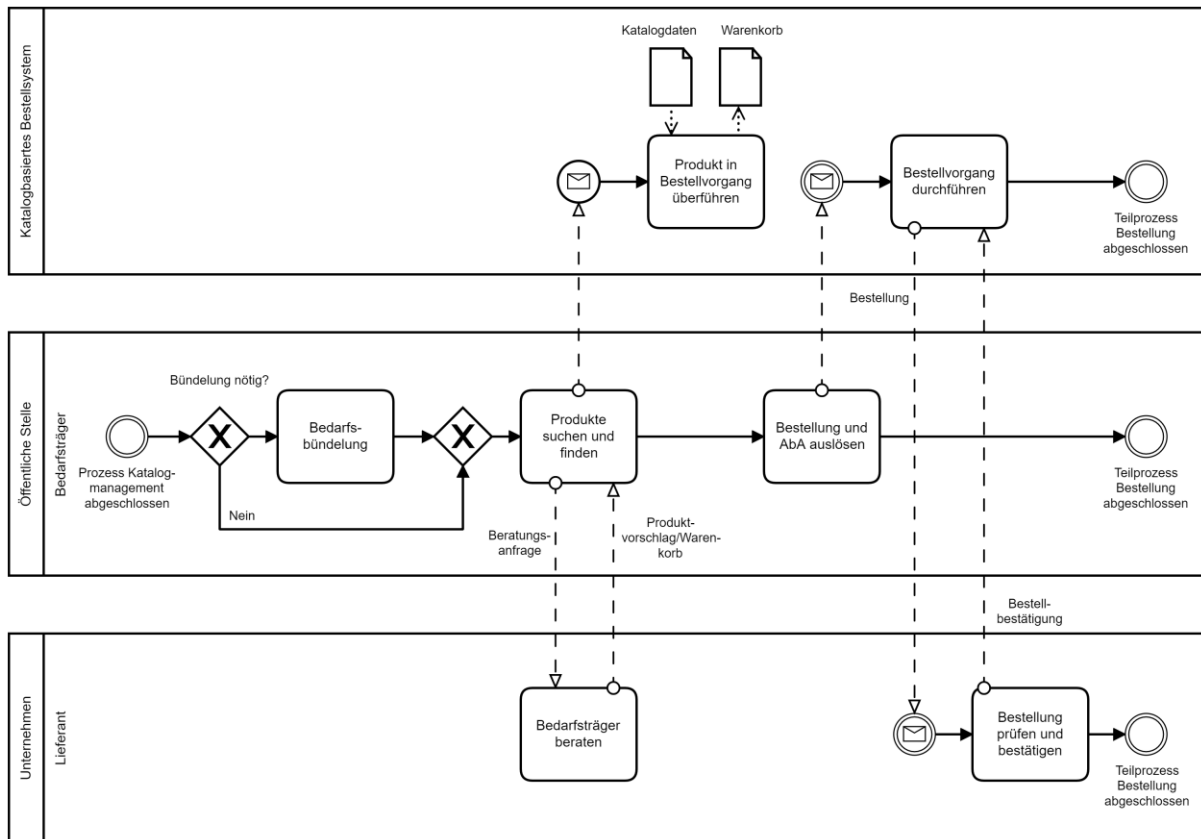 Katalogbasiertes Bestellsystem
Katalogdaten
Warenkorb
Produkt in
Bestellvorgang
überführen
Bestellvorgang
durchführen
Teilprozess
Bestellung
abgeschlossen
Bestellung
Öffentliche Stelle
Bedarfsträger
Bündelung nötig?
Prozess Katalog-
management
abgeschlossen
Bedarfs-
bündelung
Nein
Produkte
suchen und
finden
Bestellung und
AbA auslösen
Teilprozess
Bestellung
abgeschlossen
Beratungs-
anfrage
Produkt-
vorschlag/Waren-
korb
Bestell-
bestätigung
Unternehmen
Lieferant
Bedarfsträger
beraten
Bestellung
prüfen und
bestätigen
Teilprozess
Bestellung
abgeschlossen